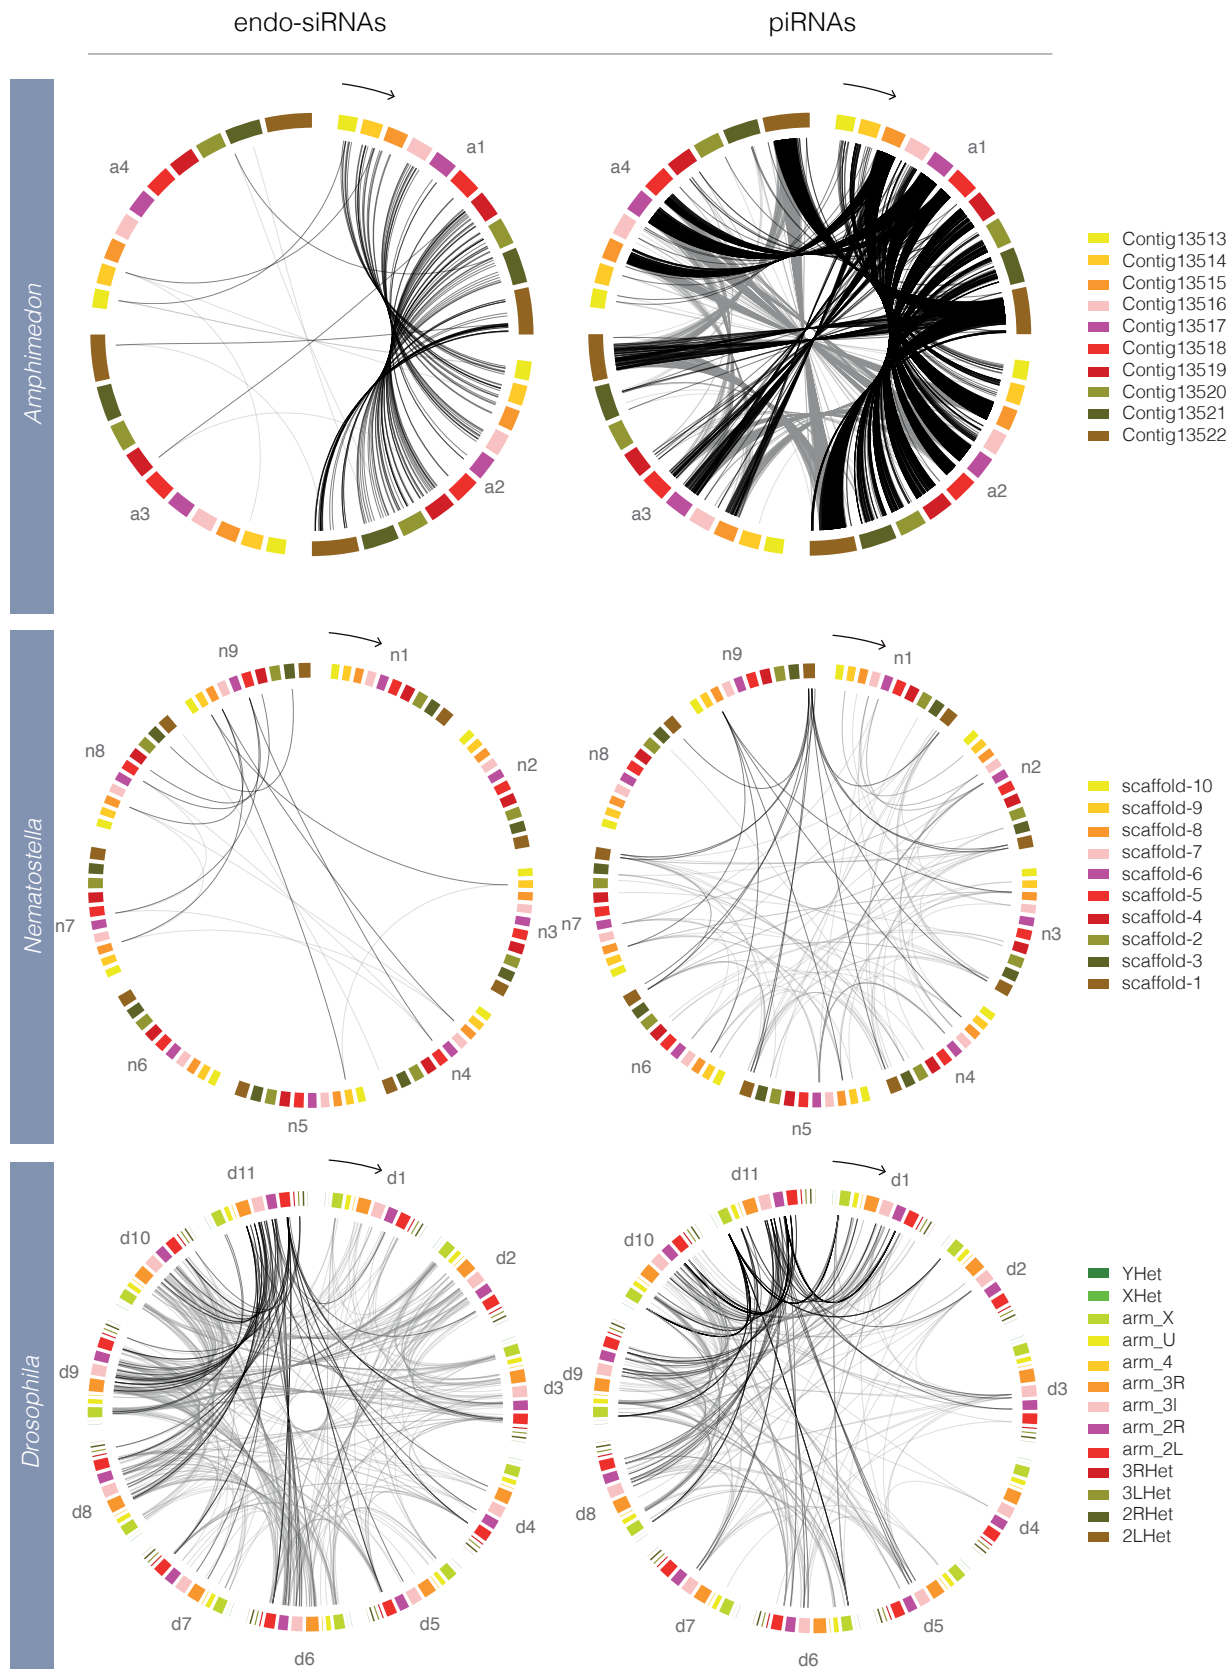 endo-siRNAs piRNAs
Amphimedon
a1
a2
a3
a4
a1
a2
a3
a4
Contig13513
Contig13514
Contig13515
Contig13516
Contig13517
Contig13518
Contig13519
Contig13520
Contig13521
Contig13522
Nematostella
n1
n2
n3
n4
n5
n6
n7
n8
n9
n1
n2
n3
n4
n5
n6
n7
n8
n9
scaffold-10
scaffold-9
scaffold-8
scaffold-7
scaffold-6
scaffold-5
scaffold-4
scaffold-2
scaffold-3
scaffold-1
Drosophila
d1
d2
d3
d4
d5
d6
d7
d8
d9
d10
d11
d1
d2
d3
d4
d5
d6
d7
d8
d9
d10
d11
YHet
XHet
arm_X
arm_U
arm_4
arm_3R
arm_3l
arm_2R
arm_2L
3RHet
3LHet
2RHet
2LHet